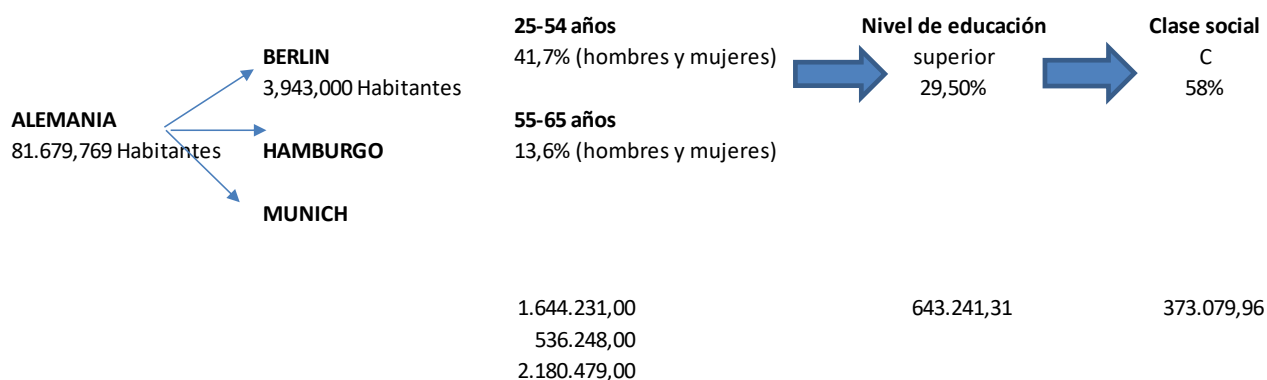 25-54 años Nivel de educación Clase social
BERLIN 41,7% (hombres y mujeres) superior C
3,943,000 Habitantes 29,50% 58%
ALEMANIA 55-65 años
81.679,769 Habitantes HAMBURGO 13,6% (hombres y mujeres)
MUNICH
1.644.231,00 643.241,31 373.079,96
536.248,00
2.180.479,00